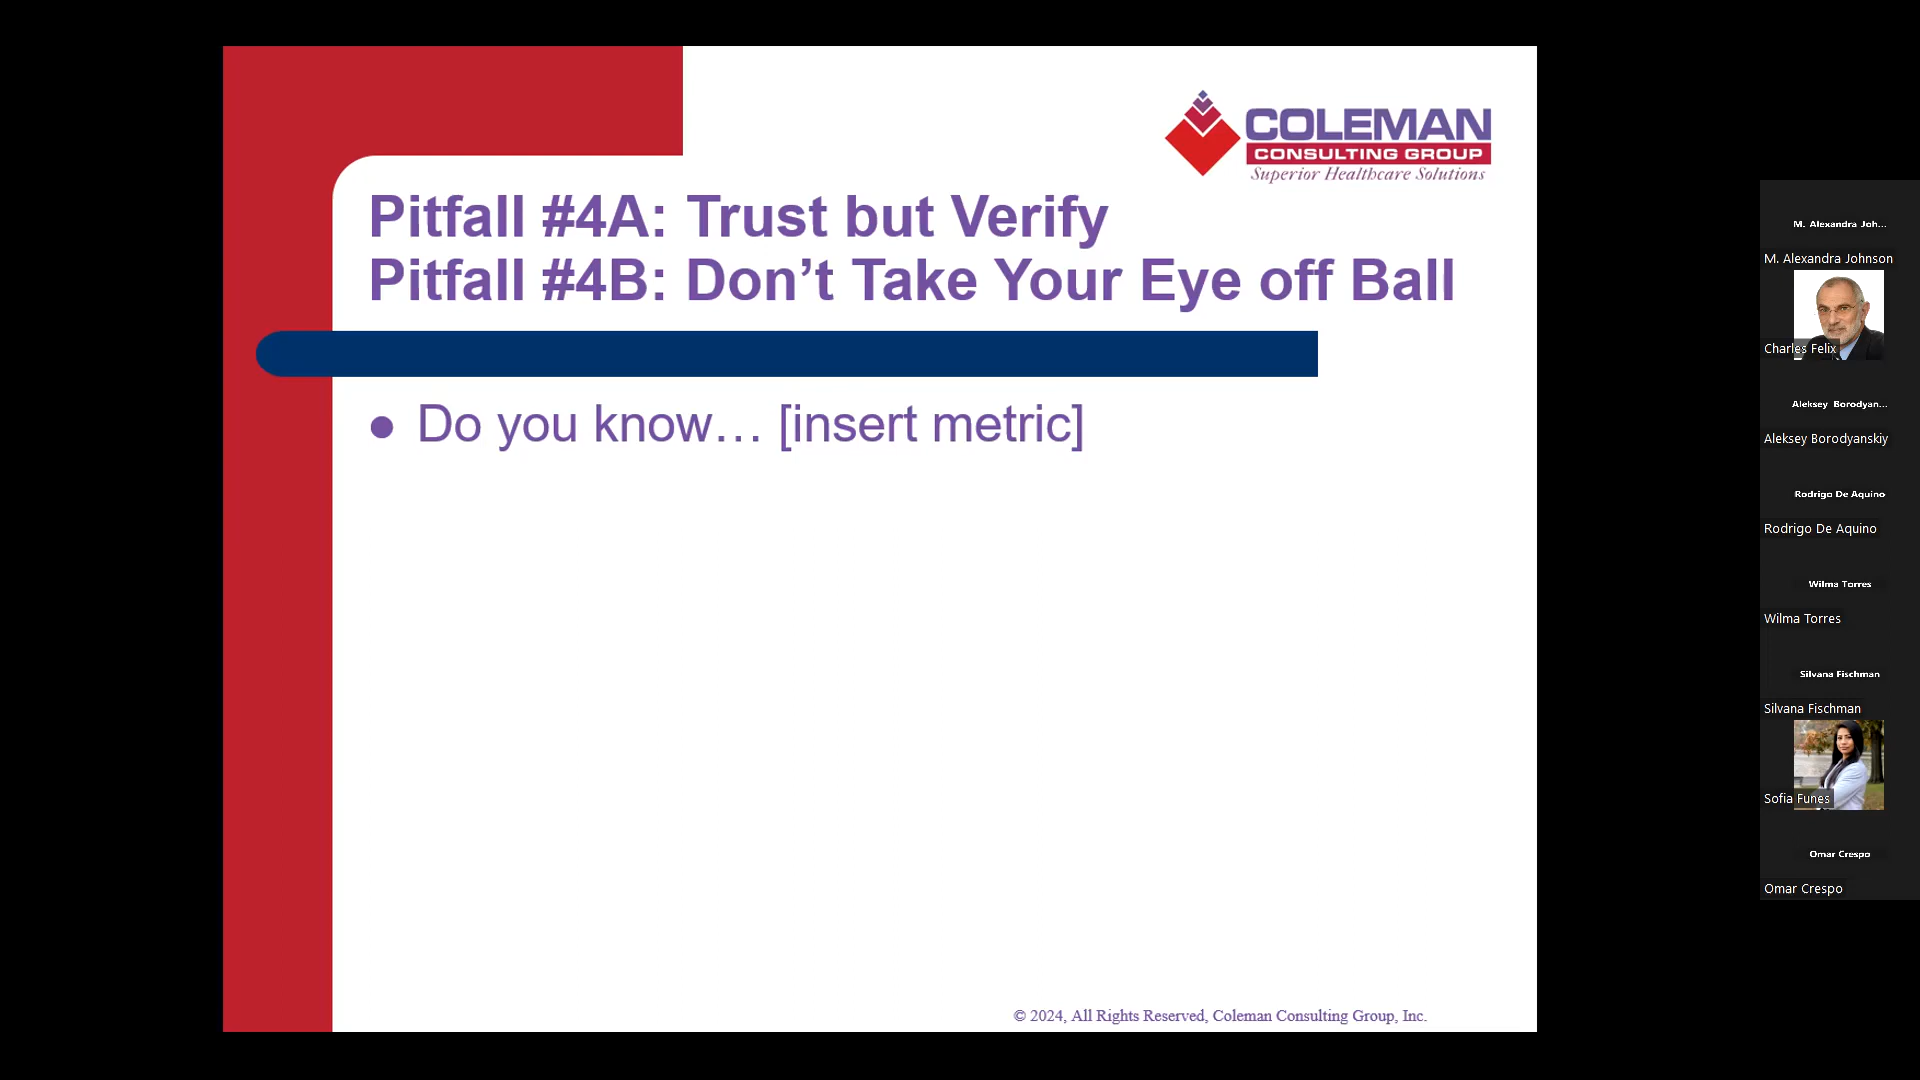 COLEMAN
CONSULTING GROUP
Superior Healthcare Solutions
Pitfall #4A: Trust but Verify
Pitfall #4B: Don’t Take Your Eye off Ball
● Do you know… [insert metric]
© 2024, All Rights Reserved, Coleman Consulting Group, Inc.
M. Alexandra Joh...
M. Alexandra Johnson
Charles Felix
Aleksey Borodyan...
Aleksey Borodyanskiy
Rodrigo De Aquino
Rodrigo De Aquino
Wilma Torres
Wilma Torres
Silvana Fischman
Silvana Fischman
Sofia Funes
Omar Crespo
Omar Crespo